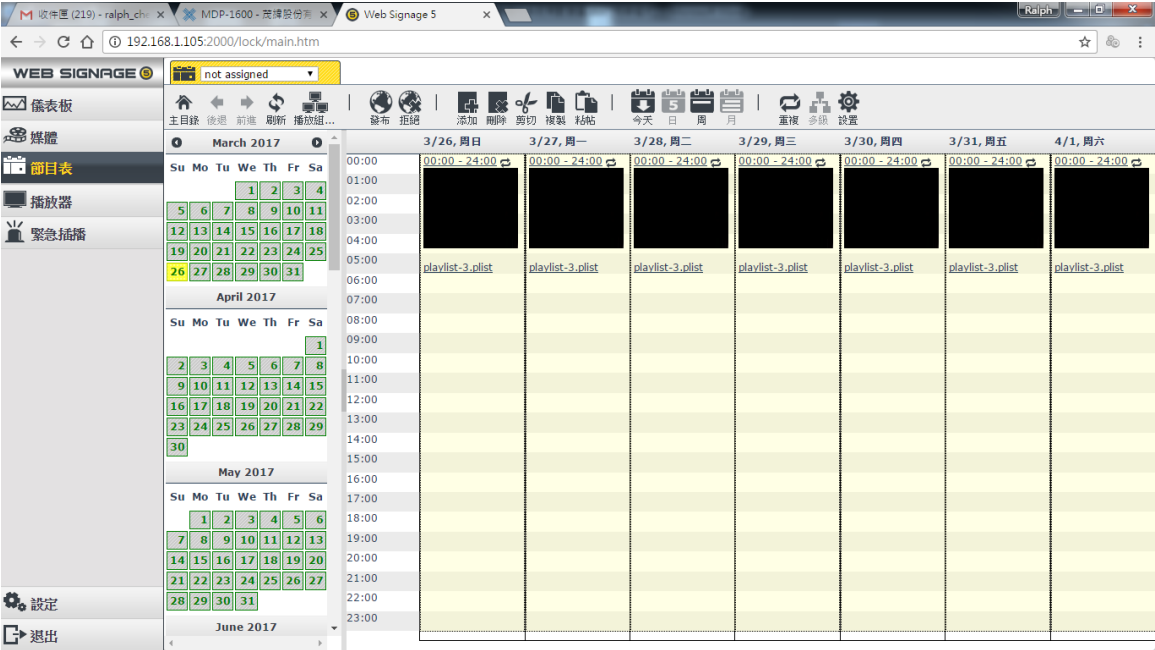 收件匣 (219) - ralph_che
MDP-1600 - 茂緯股份有
Web Signage 5
Ralph
192.168.1.105:2000/lock/main.htm
WEB SIGNAGE 5
not assigned
儀表板
媒體
節目表
播放器
緊急插播
設定
退出
主目錄 後退 前進 刷新 播放組... 發布 拒絕 添加 刪除 剪切 複製 粘帖 今天 日 周 月 重複 多級 設置
5
March 2017
Su Mo Tu We Th Fr Sa
1 2 3 4
5 6 7 8 9 10 11
12 13 14 15 16 17 18
19 20 21 22 23 24 25
26 27 28 29 30 31
April 2017
Su Mo Tu We Th Fr Sa
1
2 3 4 5 6 7 8
9 10 11 12 13 14 15
16 17 18 19 20 21 22
23 24 25 26 27 28 29
30
May 2017
Su Mo Tu We Th Fr Sa
1 2 3 4 5 6
7 8 9 10 11 12 13
14 15 16 17 18 19 20
21 22 23 24 25 26 27
28 29 30 31
June 2017
3/26, 周日 3/27, 周一 3/28, 周二 3/29, 周三 3/30, 周四 3/31, 周五 4/1, 周六
00:00 00:00 - 24:00 00:00 - 24:00 00:00 - 24:00 00:00 - 24:00 00:00 - 24:00 00:00 - 24:00 00:00 - 24:00
01:00
02:00
03:00
04:00
05:00
playlist-3.plist playlist-3.plist playlist-3.plist playlist-3.plist playlist-3.plist playlist-3.plist playlist-3.plist
06:00
07:00
08:00
09:00
10:00
11:00
12:00
13:00
14:00
15:00
16:00
17:00
18:00
19:00
20:00
21:00
22:00
23:00